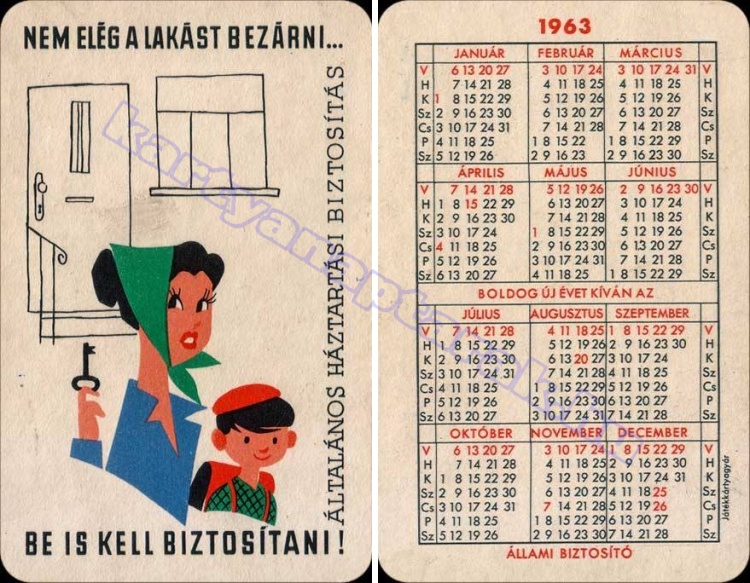 NEM ELÉG A LAKÁST BEZÁRNI...
ÁLTALÁNOS HÁZTARTÁSI BIZTOSÍTÁS
BE IS KELL BIZTOSÍTANI!
1963
JANUÁR FEBRUÁR MÁRCIUS
V 6 13 20 27 3 10 17 24 3 10 17 24 31 V
H 7 14 21 28 4 11 18 25 4 11 18 25 H
K 1 8 15 22 29 5 12 19 26 5 12 19 26 K
Sz 2 9 16 23 30 6 13 20 27 6 13 20 27 Sz
Cs 3 10 17 24 31 7 14 21 28 7 14 21 28 Cs
P 4 11 18 25 1 8 15 22 1 8 15 22 29 P
Sz 5 12 19 26 2 9 16 23 2 9 16 23 30 Sz
ÁPRILIS MÁJUS JÚNIUS
V 7 14 21 28 5 12 19 26 2 9 16 23 30 V
H 1 8 15 22 29 6 13 20 27 3 10 17 24 H
K 2 9 16 23 30 7 14 21 28 4 11 18 25 K
Sz 3 10 17 24 1 8 15 22 29 5 12 19 26 Sz
Cs 4 11 18 25 2 9 16 23 30 6 13 20 27 Cs
P 5 12 19 26 3 10 17 24 31 7 14 21 28 P
Sz 6 13 20 27 4 11 18 25 1 8 15 22 29 Sz
BOLDOG ÚJ ÉVET KÍVÁN AZ
JÚLIUS AUGUSZTUS SZEPTEMBER
V 7 14 21 28 4 11 18 25 1 8 15 22 29 V
H 1 8 15 22 29 5 12 19 26 2 9 16 23 30 H
K 2 9 16 23 30 6 13 20 27 3 10 17 24 K
Sz 3 10 17 24 31 7 14 21 28 4 11 18 25 Sz
Cs 4 11 18 25 1 8 15 22 29 5 12 19 26 Cs
P 5 12 19 26 2 9 16 23 30 6 13 20 27 P
Sz 6 13 20 27 3 10 17 24 31 7 14 21 28 Sz
OKTÓBER NOVEMBER DECEMBER
V 6 13 20 27 3 10 17 24 1 8 15 22 29 V
H 7 14 21 28 4 11 18 25 2 9 16 23 30 H
K 1 8 15 22 29 5 12 19 26 3 10 17 24 31 K
Sz 2 9 16 23 30 6 13 20 27 4 11 18 25 Sz
Cs 3 10 17 24 31 7 14 21 28 5 12 19 26 Cs
P 4 11 18 25 1 8 15 22 29 6 13 20 27 P
Sz 5 12 19 26 2 9 16 23 30 7 14 21 28 Sz
ÁLLAMI BIZTOSÍTÓ
Játékkártyagyár
kartyanaptarak.hu